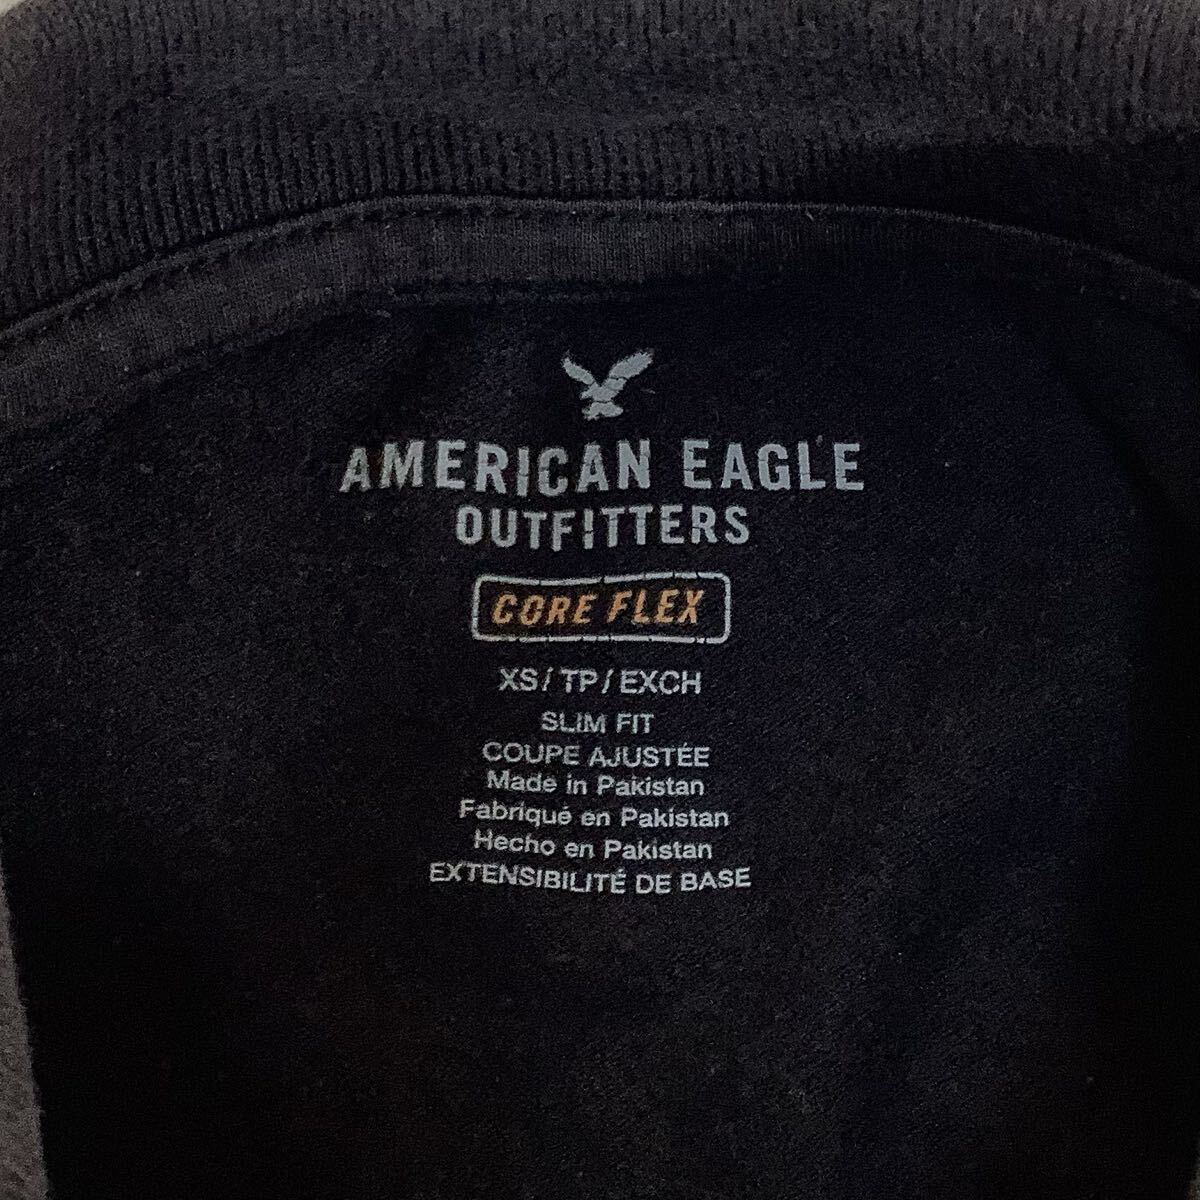 AMERICAN EAGLE
OUTFITTERS
CORE FLEX
XS/TP/EXCH
SLIM FIT
COUPE AJUSTÉE
Made in Pakistan
Fabriqué en Pakistan
Hecho en Pakistan
EXTENSIBILITÉ DE BASE